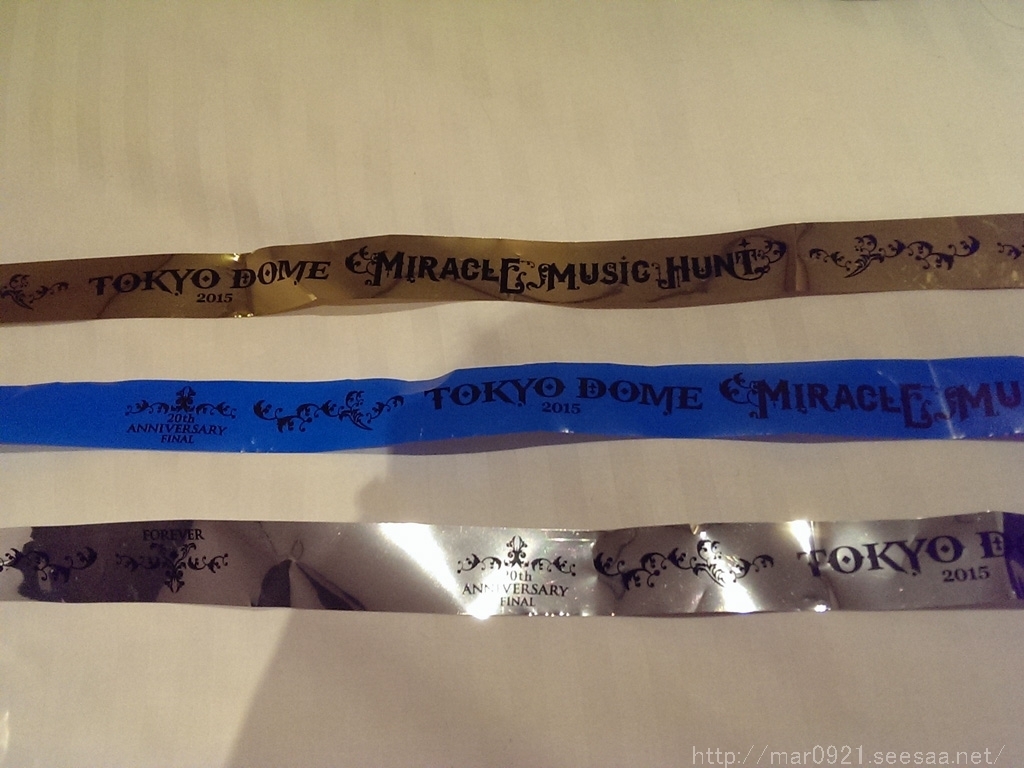 TOKYO DOME MIRACLE MUSIC HUNT
2015
20th
ANNIVERSARY
FINAL
TOKYO DOME MIRACLE MU
2015
FOREVER
20th
ANNIVERSARY
FINAL
TOKYO D
2015
http://mar0921.seesaa.net/